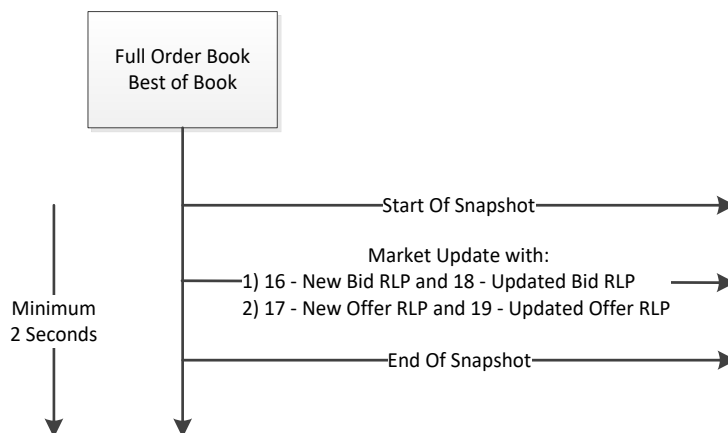 Full Order Book
Best of Book
Start Of Snapshot
Market Update with:
1) 16 - New Bid RLP and 18 - Updated Bid RLP
2) 17 - New Offer RLP and 19 - Updated Offer RLP
Minimum
2 Seconds
End Of Snapshot